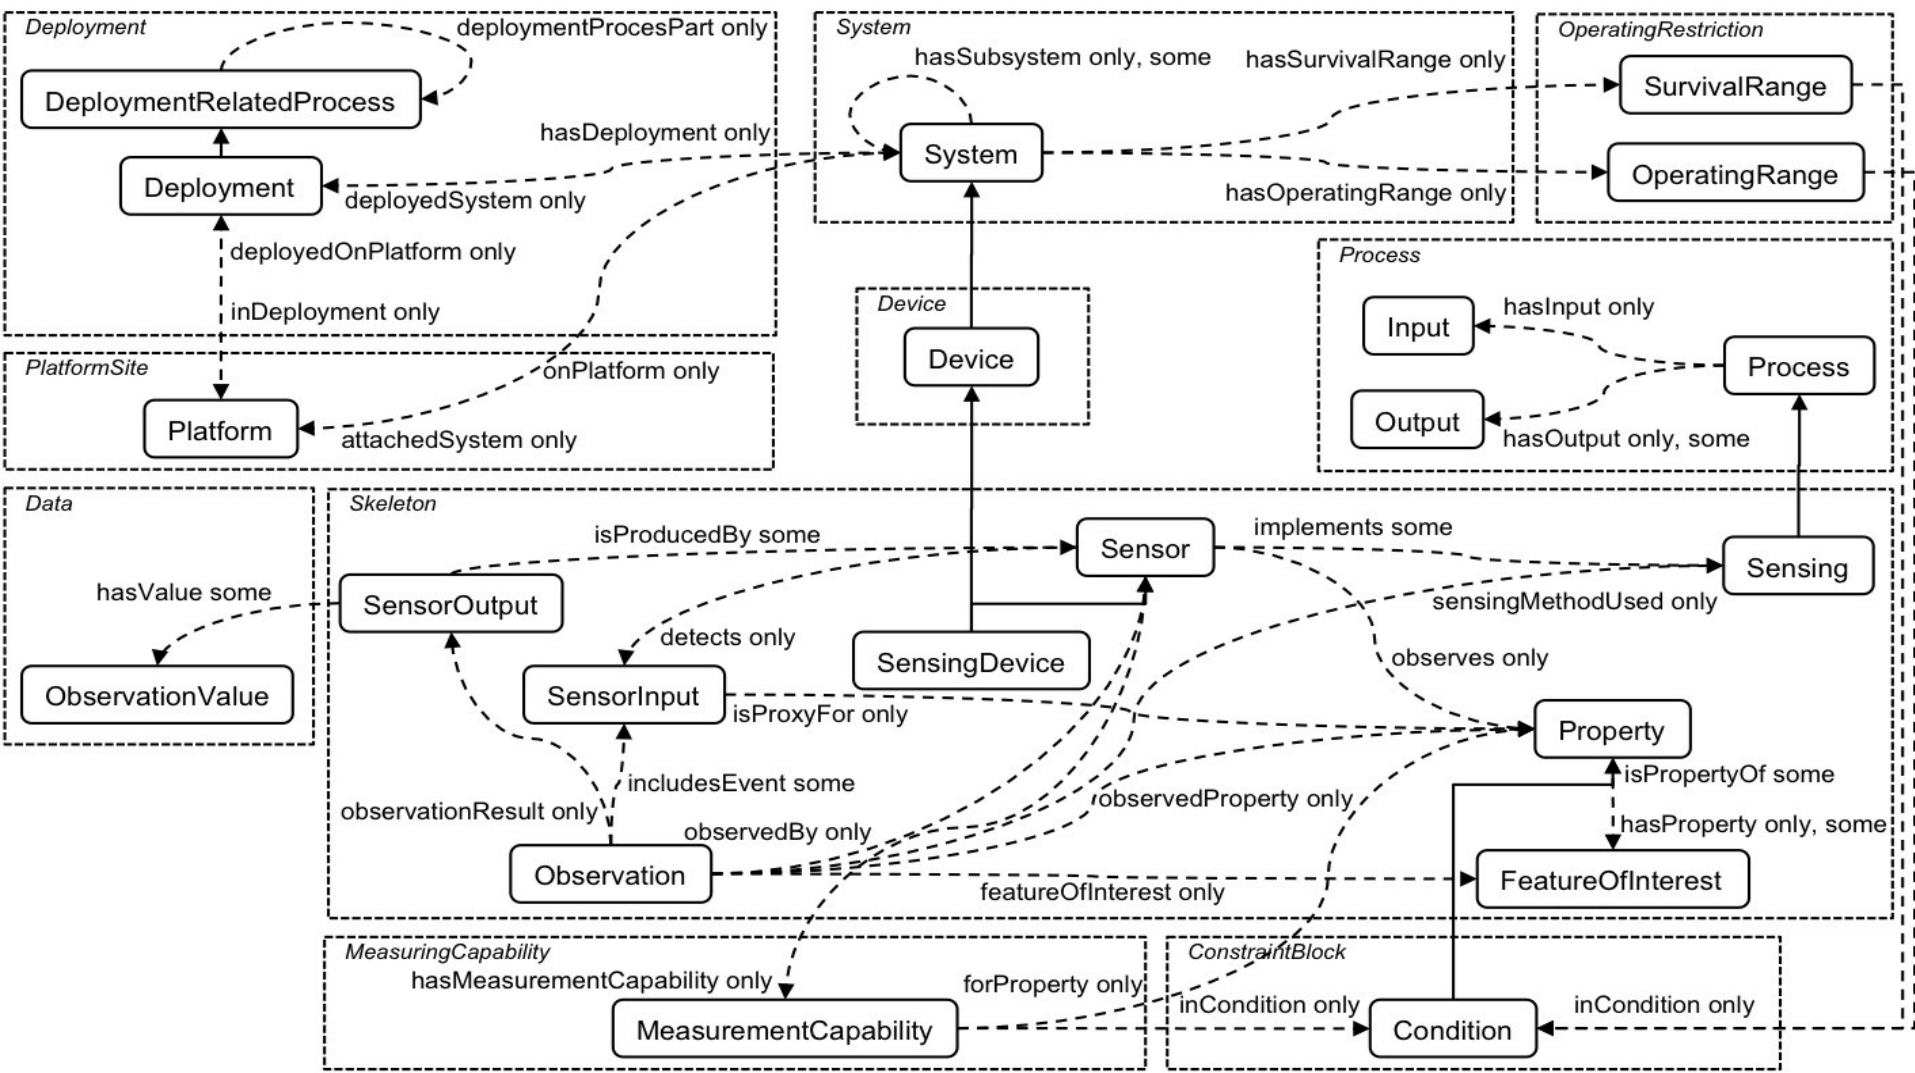 Deployment
deploymentProcesPart only
DeploymentRelatedProcess
hasDeployment only
Deployment
deployedSystem only
deployedOnPlatform only
inDeployment only
System
hasSubsystem only, some
hasSurvivalRange only
System
hasOperatingRange only
OperatingRestriction
SurvivalRange
OperatingRange
Process
hasInput only
Input
Process
Output
hasOutput only, some
Device
Device
PlatformSite
onPlatform only
Platform
attachedSystem only
Data
hasValue some
ObservationValue
Skeleton
isProducedBy some
Sensor
implements some
Sensing
SensorOutput
sensingMethodUsed only
detects only
SensingDevice
observes only
SensorInput
isProxyFor only
Property
isPropertyOf some
includesEvent some
observationResult only
observedProperty only
observedBy only
hasProperty only, some
Observation
featureOfInterest only
FeatureOfInterest
MeasuringCapability
hasMeasurementCapability only
forProperty only
MeasurementCapability
ConstraintBlock
inCondition only
Condition
inCondition only